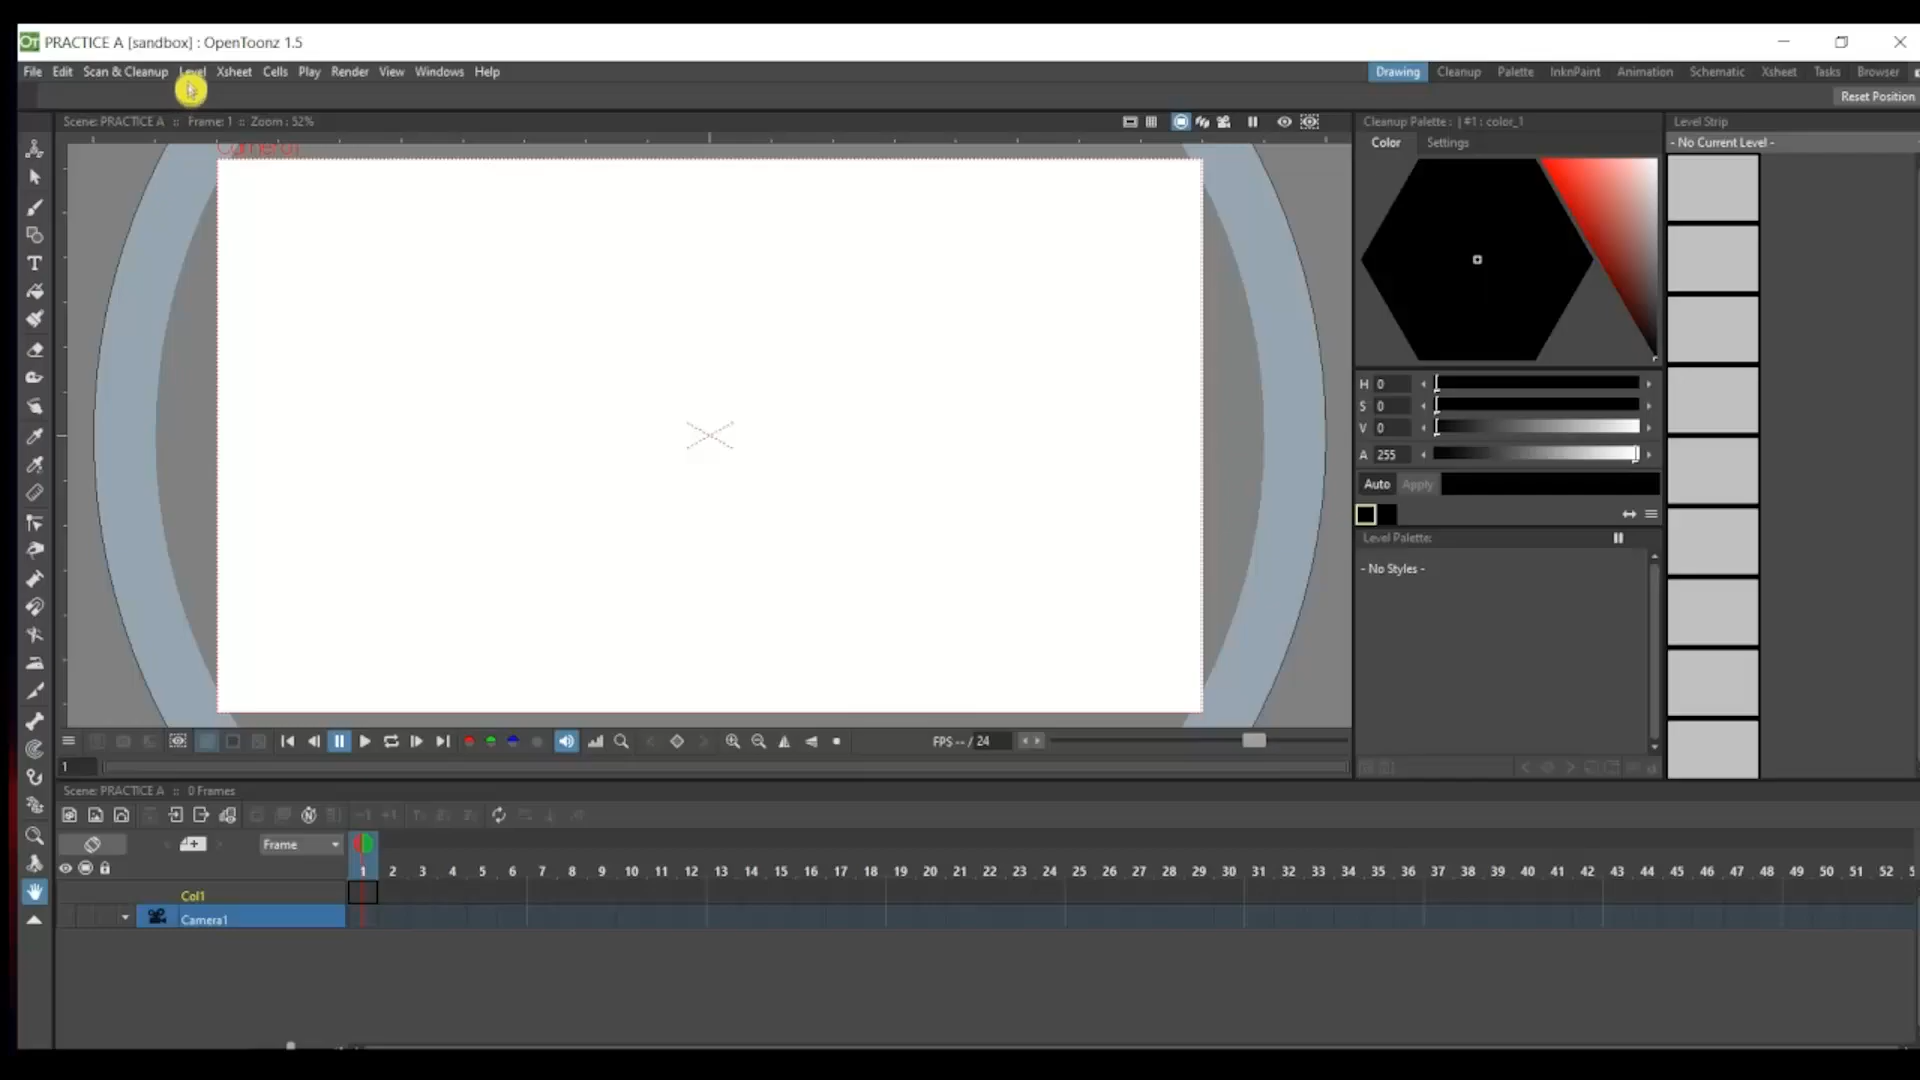 PRACTICE A [sandbox] : OpenToonz 1.5
File Edit Scan & Cleanup Level Xsheet Cells Play Render View Windows Help
Drawing Cleanup Palette InknPaint Animation Schematic Xsheet Tasks Browser
Reset Position
Scene: PRACTICE A :: Frame: 1 :: Zoom : 52%
Cleanup Palette : | #1 : color_1
Level Strip
Color Settings
- No Current Level -
Camera1
H 0
S 0
V 0
A 255
Auto Apply
Level Palette:
- No Styles -
FPS -- / 24
1
Scene: PRACTICE A :: 0 Frames
Frame
1 2 3 4 5 6 7 8 9 10 11 12 13 14 15 16 17 18 19 20 21 22 23 24 25 26 27 28 29 30 31 32 33 34 35 36 37 38 39 40 41 42 43 44 45 46 47 48 49 50 51 52 5
Col1
Camera1